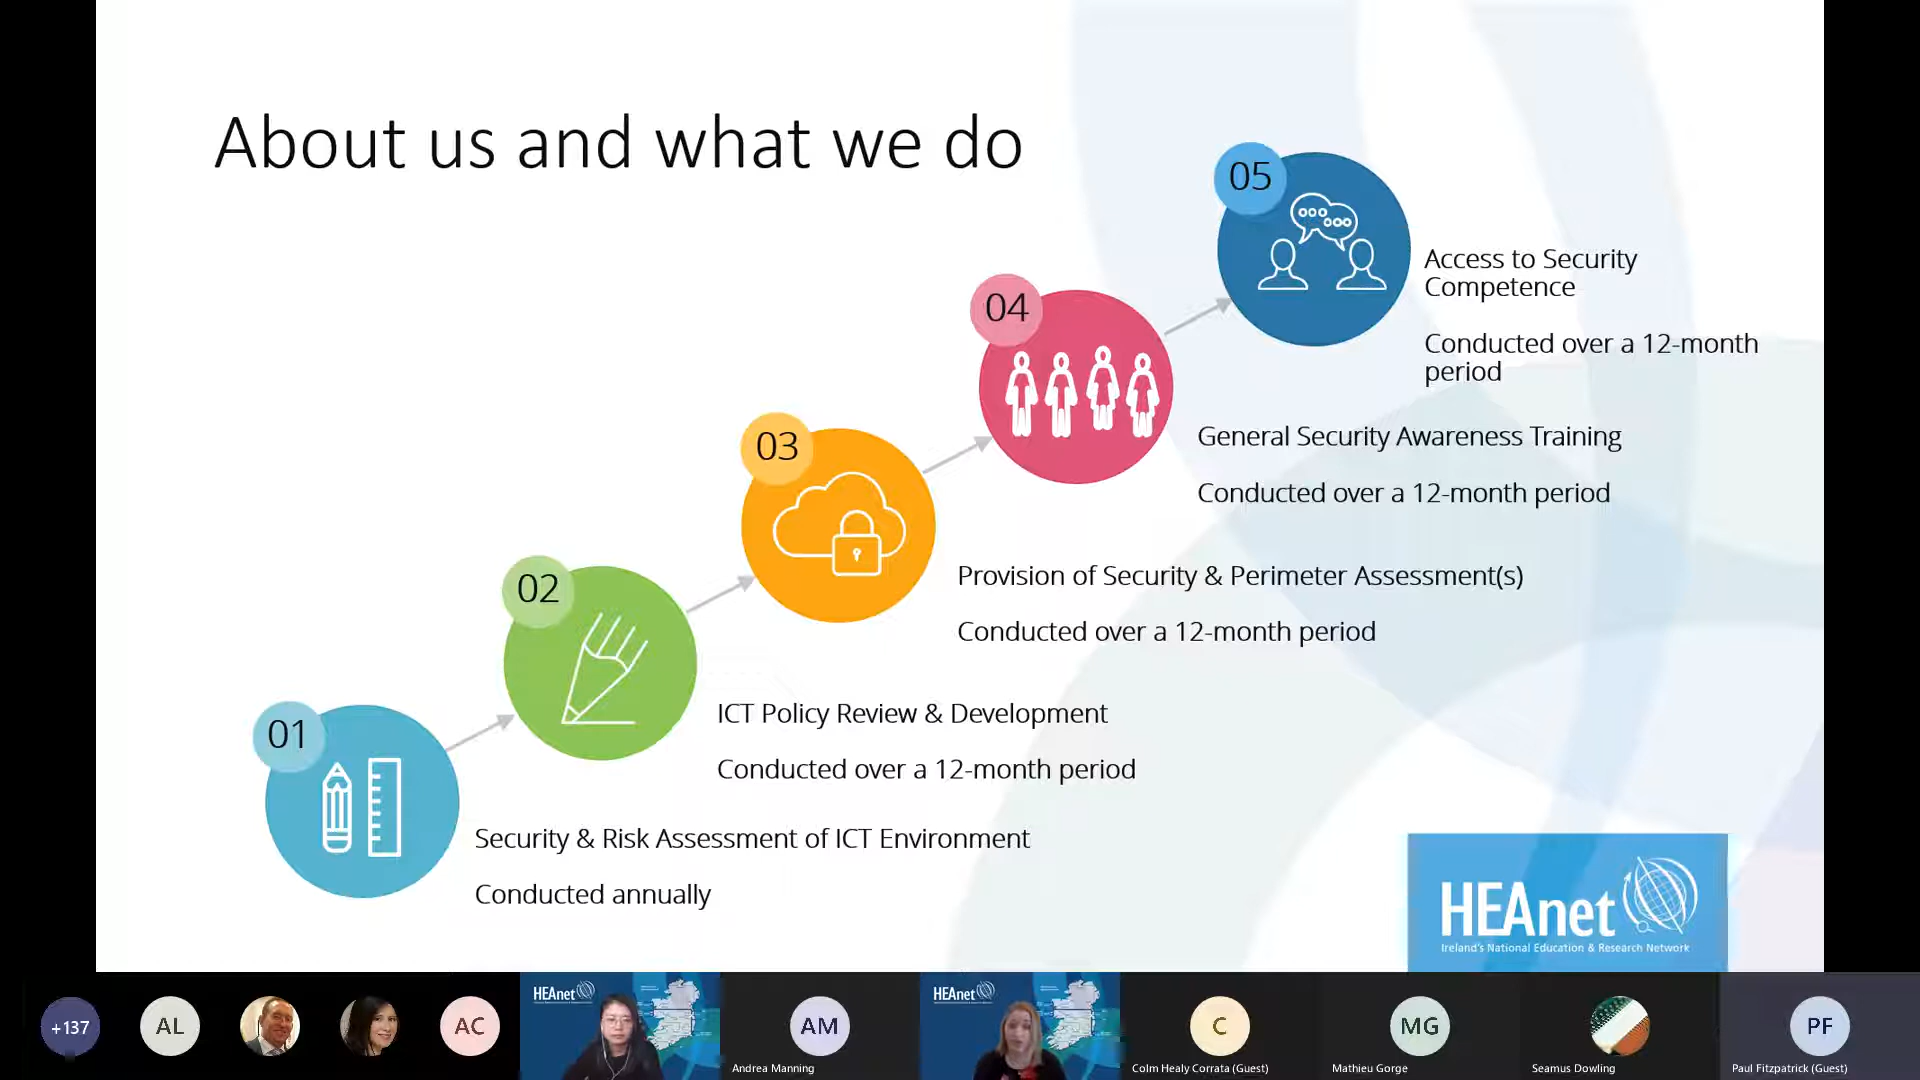 About us and what we do
05
Access to Security
Competence
Conducted over a 12-month
period
04
General Security Awareness Training
Conducted over a 12-month period
03
Provision of Security & Perimeter Assessment(s)
Conducted over a 12-month period
02
ICT Policy Review & Development
Conducted over a 12-month period
01
Security & Risk Assessment of ICT Environment
Conducted annually
HEAnet
Ireland's National Education & Research Network
+137
AL
AC
HEAnet
AM
Andrea Manning
HEAnet
C
Colm Healy Corrata (Guest)
MG
Mathieu Gorge
Seamus Dowling
PF
Paul Fitzpatrick (Guest)